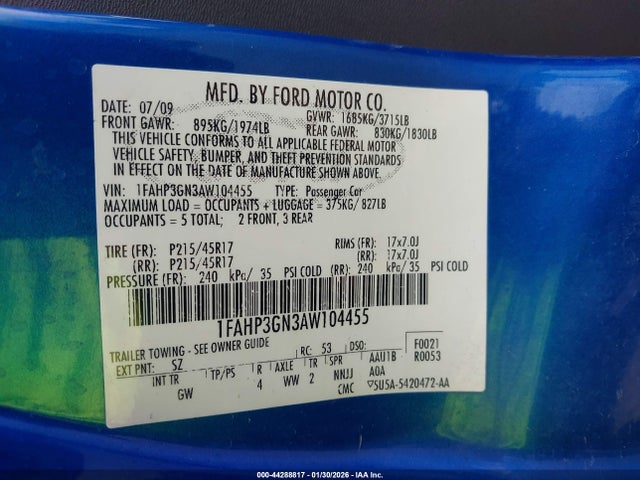 MFD. BY FORD MOTOR CO.
DATE: 07/09 GVWR: 1685KG/3715LB
FRONT GAWR: 895KG/1974LB REAR GAWR: 830KG/1830LB
THIS VEHICLE CONFORMS TO ALL APPLICABLE FEDERAL MOTOR
VEHICLE SAFETY, BUMPER, AND THEFT PREVENTION STANDARDS
IN EFFECT ON THE DATE OF MANUFACTURE SHOWN ABOVE.
VIN: 1FAHP3GN3AW104455 TYPE: Passenger Car
MAXIMUM LOAD = OCCUPANTS + LUGGAGE = 375KG/ 827LB
OCCUPANTS = 5 TOTAL; 2 FRONT, 3 REAR
TIRE (FR): P215/45R17 RIMS (FR): 17x7.0J
(RR): P215/45R17 (RR): 17x7.0J
PRESSURE (FR): 240 kPa/ 35 PSI COLD (RR): 240 kPa/ 35 PSI COLD
1FAHP3GN3AW104455
TRAILER TOWING - SEE OWNER GUIDE F0021
EXT PNT: SZ RC: 53 DSO: R0053
INT TR TP/PS R AXLE TR SPR AAU1B
GW 4 WW 2 NNJJ AOA
CMC SU5A-5420472-AA
000-44288817 - 01/30/2026 - IAA Inc.